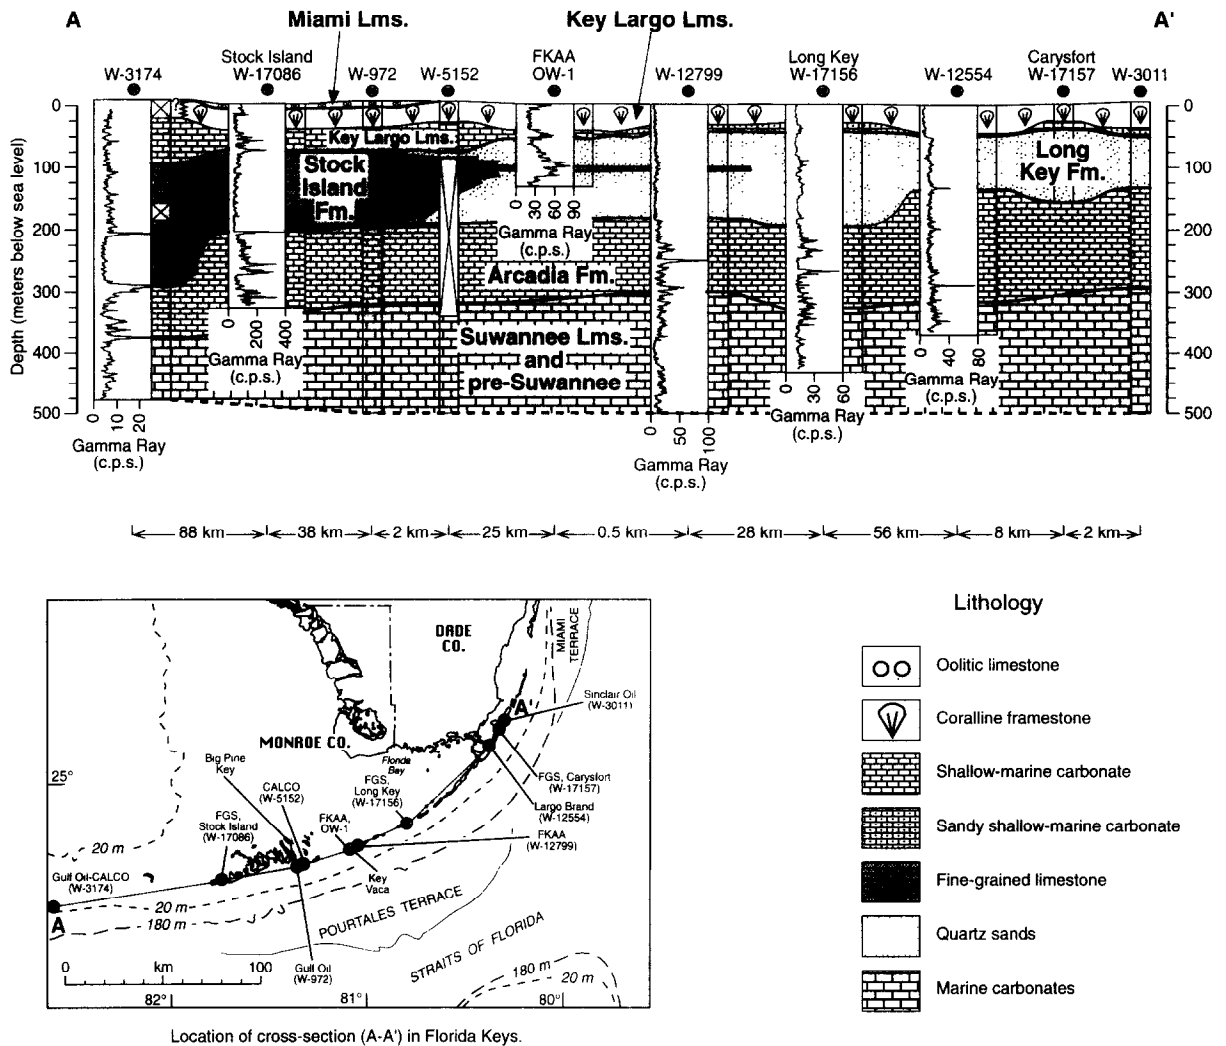 A
Miami Lms.
Key Largo Lms.
A'
W-3174
Stock Island
W-17086
W-972
W-5152
FKAA
OW-1
W-12799
Long Key
W-17156
W-12554
Carysfort
W-17157
W-3011
Depth (meters below sea level)
0
100
200
300
400
500
0
100
200
300
400
500
Key Largo Lms.
Stock
Island
Fm.
Long
Key Fm.
Arcadia Fm.
Suwannee Lms.
and
pre-Suwannee
0 10 20
Gamma Ray
(c.p.s.)
0 200 400
Gamma Ray
(c.p.s.)
0 30 60 90
Gamma Ray
(c.p.s.)
0 50 100
Gamma Ray
(c.p.s.)
0 30 60
Gamma Ray
(c.p.s.)
0 40 80
Gamma Ray
(c.p.s.)
88 km
38 km
2 km
25 km
0.5 km
28 km
56 km
8 km
2 km
DADE
CO.
MIAMI
TERRACE
Sinclair Oil
(W-3011)
A'
MONROE CO.
Florida
Bay
Big Pine
Key
CALCO
(W-5152)
FGS,
Long Key
(W-17156)
FGS, Carysfort
(W-17157)
25°
Largo Brand
(W-12554)
FGS,
Stock Island
(W-17086)
FKAA,
OW-1
FKAA
(W-12799)
20 m
Gulf Oil-CALCO
(W-3174)
Key
Vaca
A
20 m
180 m
POURTALES TERRACE
STRAITS OF FLORIDA
0 km 100
Gulf Oil
(W-972)
180 m
20 m
82°
81°
80°
Location of cross-section (A-A') in Florida Keys.
Lithology
Oolitic limestone
Coralline framestone
Shallow-marine carbonate
Sandy shallow-marine carbonate
Fine-grained limestone
Quartz sands
Marine carbonates